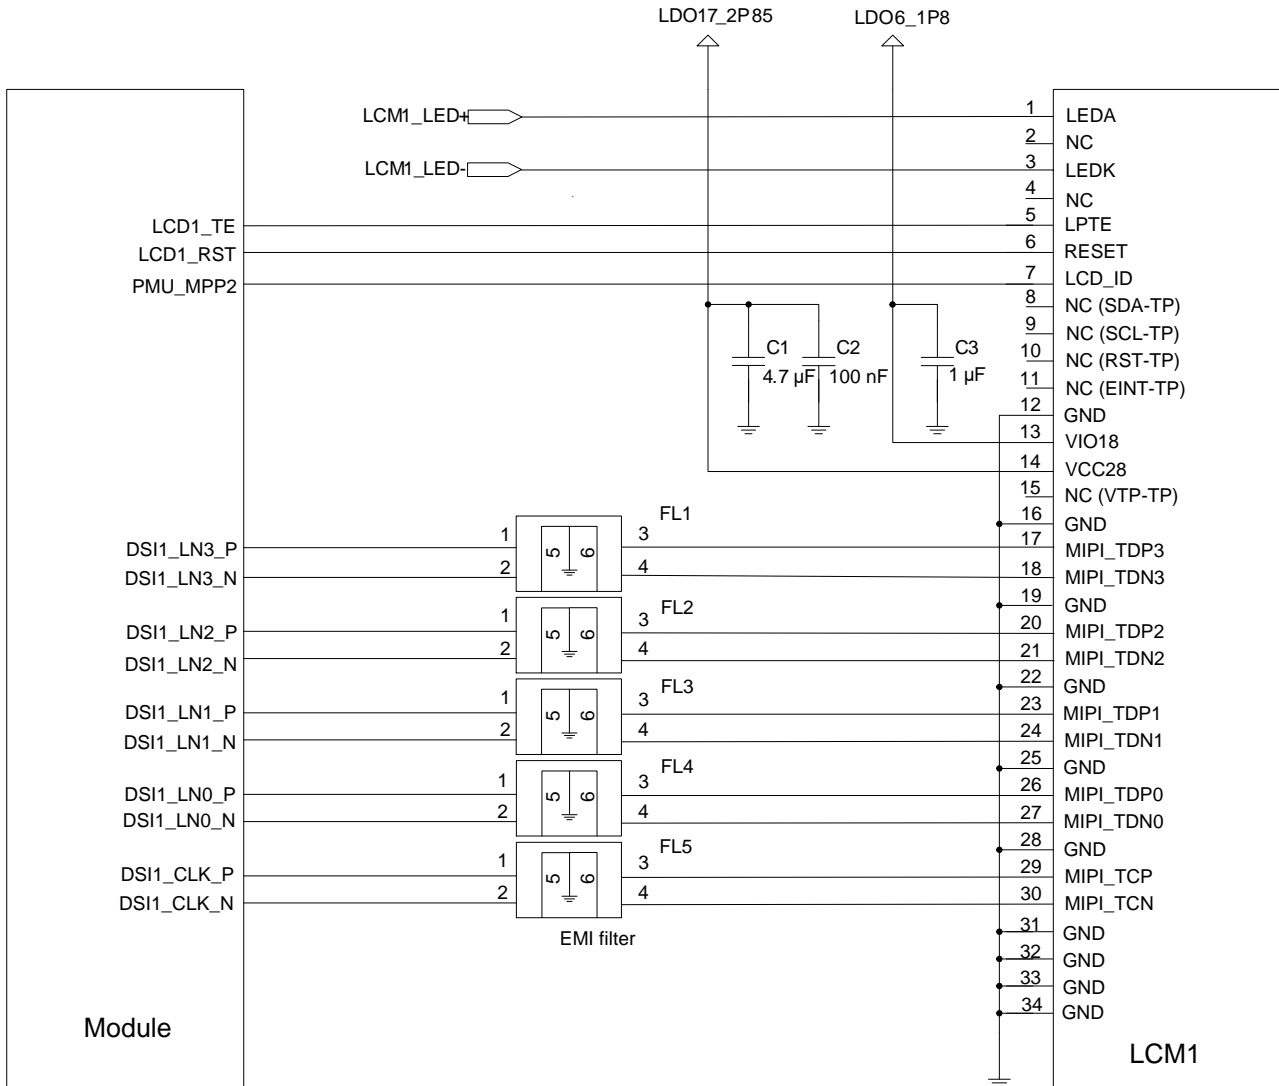 LDO17_2P85
LDO6_1P8
LCM1_LED+
1
LEDA
2
NC
LCM1_LED-
3
LEDK
4
NC
LCD1_TE
5
LPTE
LCD1_RST
6
RESET
PMU_MPP2
7
LCD_ID
8
NC (SDA-TP)
9
NC (SCL-TP)
C1
4.7 µF
C2
100 nF
C3
1 µF
10
NC (RST-TP)
11
NC (EINT-TP)
12
GND
13
VIO18
14
VCC28
15
NC (VTP-TP)
16
GND
FL1
DSI1_LN3_P
1
5
6
3
17
MIPI_TDP3
DSI1_LN3_N
2
4
18
MIPI_TDN3
19
GND
FL2
DSI1_LN2_P
1
5
6
3
20
MIPI_TDP2
DSI1_LN2_N
2
4
21
MIPI_TDN2
22
GND
FL3
DSI1_LN1_P
1
5
6
3
23
MIPI_TDP1
DSI1_LN1_N
2
4
24
MIPI_TDN1
25
GND
FL4
DSI1_LN0_P
1
5
6
3
26
MIPI_TDP0
DSI1_LN0_N
2
4
27
MIPI_TDN0
28
GND
FL5
DSI1_CLK_P
1
5
6
3
29
MIPI_TCP
DSI1_CLK_N
2
4
30
MIPI_TCN
EMI filter
31
GND
32
GND
33
GND
34
GND
Module
LCM1